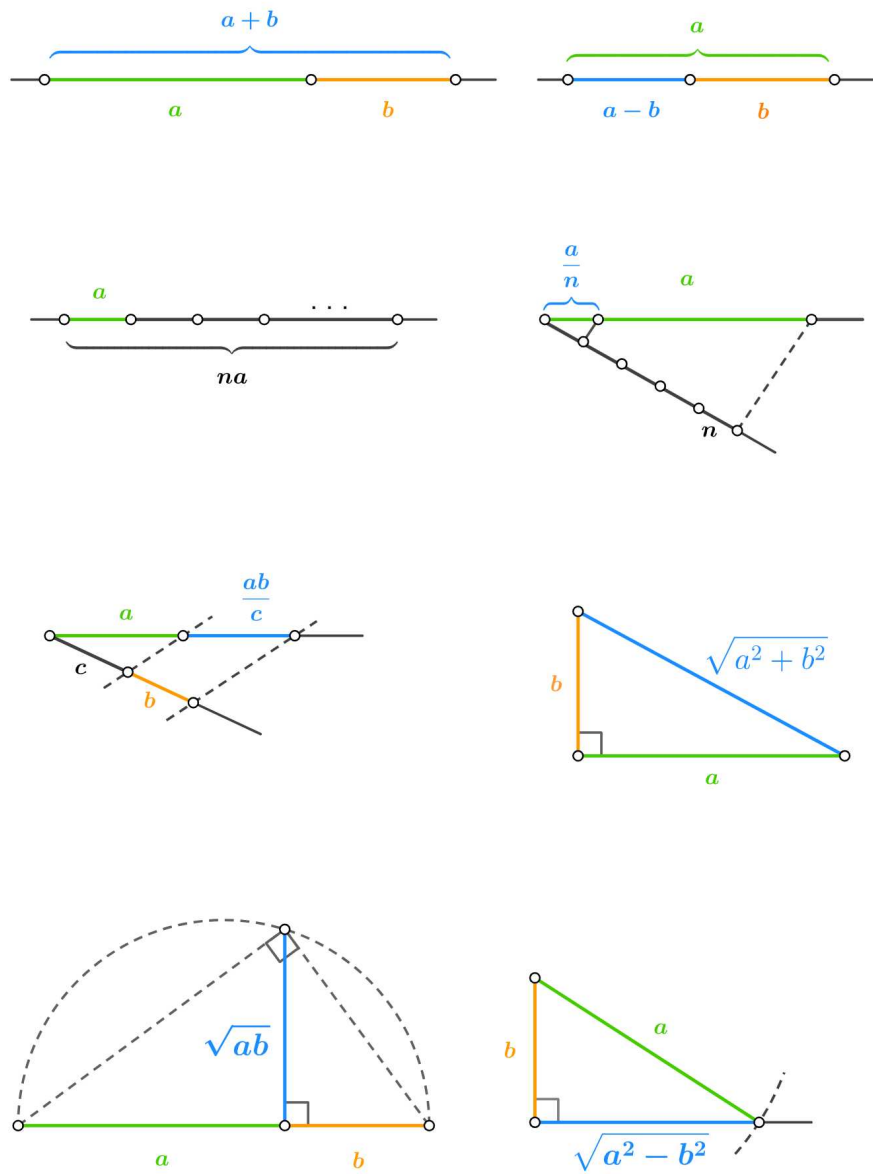 a + b
a
b
a
a − b
b
a
. . .
na
a/n
a
n
a
ab/c
c
b
b
√(a² + b²)
a
√ab
a
b
b
a
√(a² − b²)